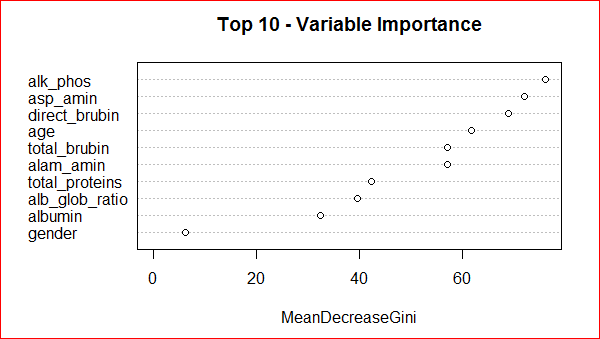 Top 10 - Variable Importance
alk_phos
asp_amin
direct_brubin
age
total_brubin
alam_amin
total_proteins
alb_glob_ratio
albumin
gender
0 20 40 60
MeanDecreaseGini